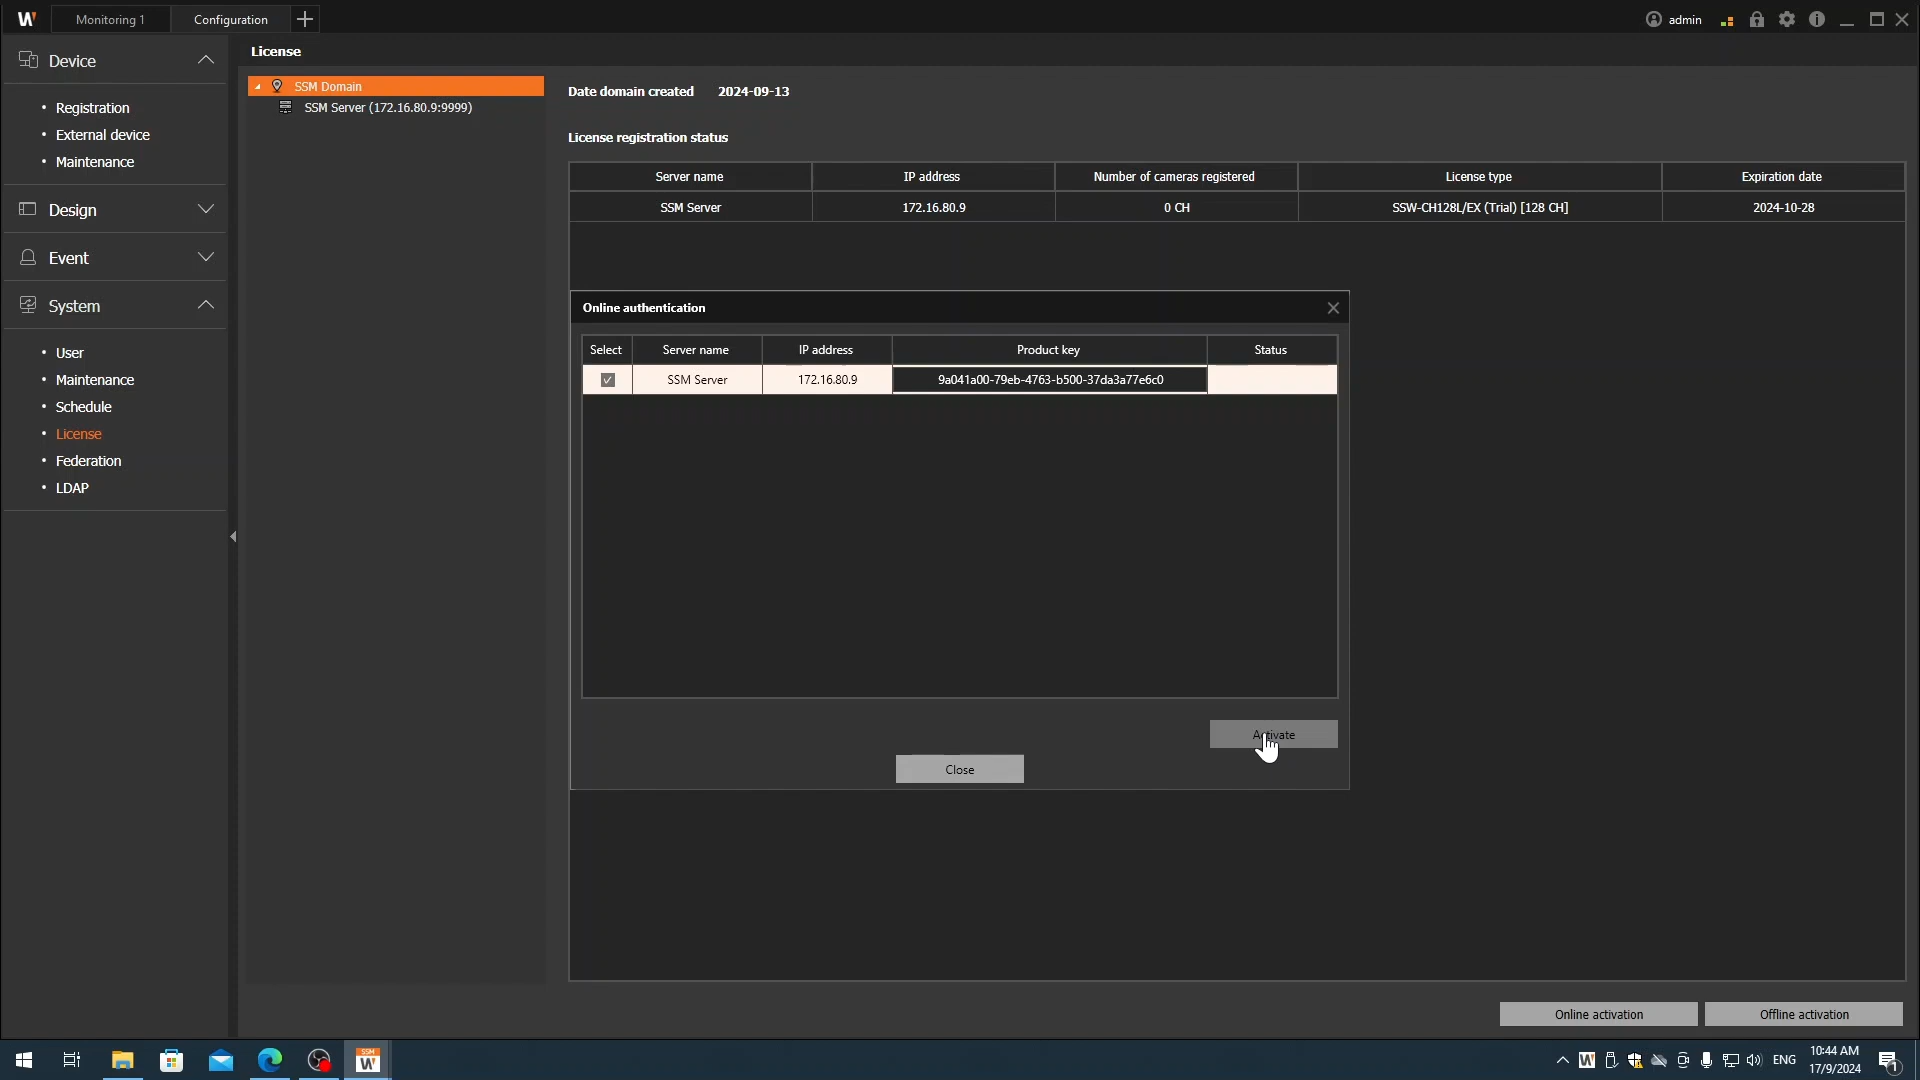 W Monitoring 1 Configuration admin
Device
• Registration
• External device
• Maintenance
Design
Event
System
• User
• Maintenance
• Schedule
• License
• Federation
• LDAP
License
SSM Domain
SSM Server (172.16.80.9:9999)
Date domain created 2024-09-13
License registration status
Server name IP address Number of cameras registered License type Expiration date
SSM Server 172.16.80.9 0 CH SSW-CH128L/EX (Trial) [128 CH] 2024-10-28
Online authentication
Select Server name IP address Product key Status
SSM Server 172.16.80.9 9a041a00-79eb-4763-b500-37da3a77e6c0
Activate
Close
Online activation Offline activation
SSM
W
W
ENG
10:44 AM
17/9/2024
1